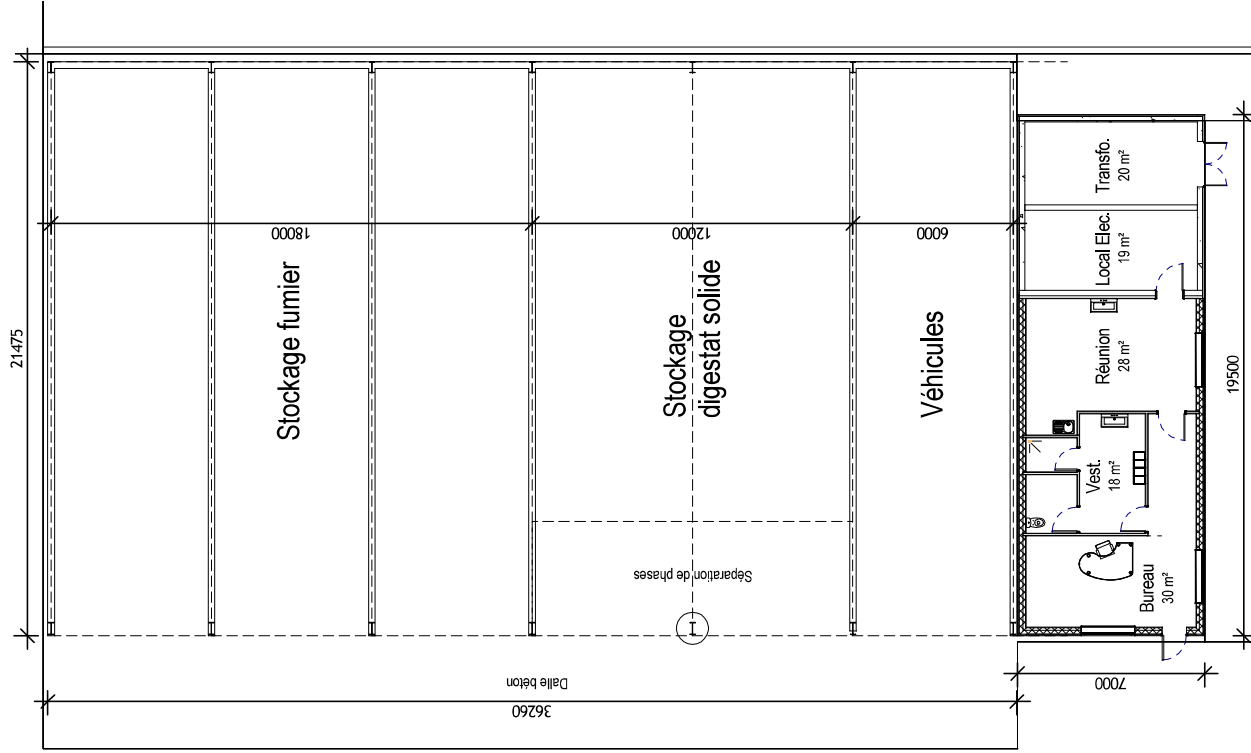 21475
18000
12000
6000
Stockage fumier
Stockage
digestat solide
Véhicules
Séparation de phases
Dalle béton
36260
7000
19500
Transfo.
20 m²
Local Elec.
19 m²
Réunion
28 m²
Vest.
18 m²
Bureau
30 m²